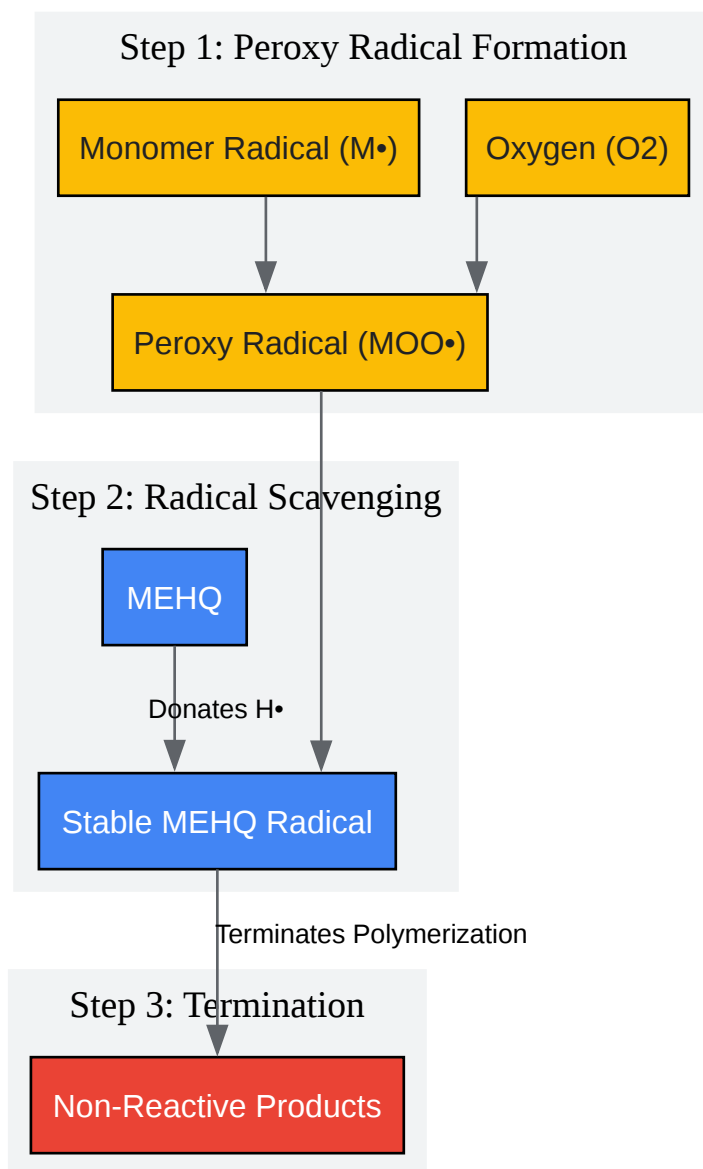 Step 1: Peroxy Radical Formation
Monomer Radical (M•)
Oxygen (O2)
Peroxy Radical (MOO•)
Step 2: Radical Scavenging
MEHQ
Donates H•
Stable MEHQ Radical
Terminates Polymerization
Step 3: Termination
Non-Reactive Products